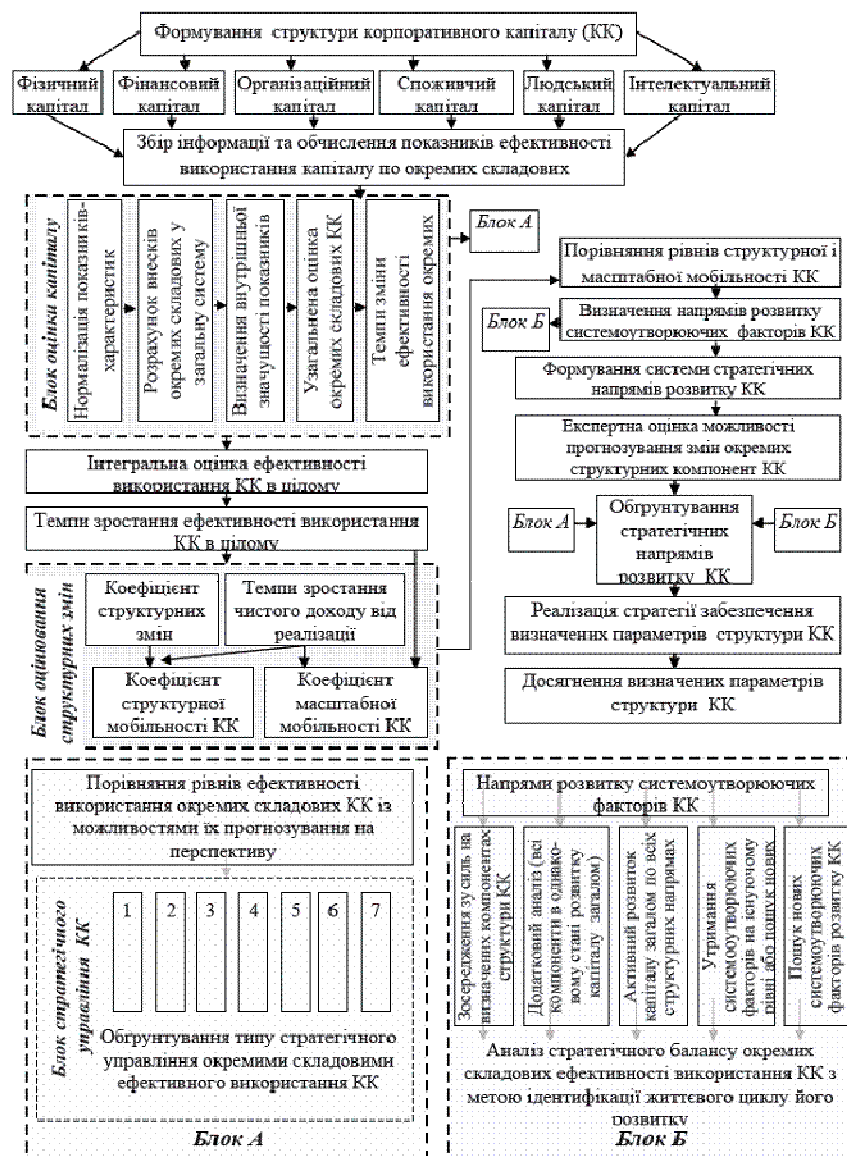 Формування структури корпоративного капіталу (КК)
Фізичний
капітал
Фінансовий
капітал
Організаційний
капітал
Споживчий
капітал
Людський
капітал
Інтелектуальний
капітал
Збір інформації та обчислення показників ефективності
використання капіталу по окремих складових
Блок оцінки капіталу
Нормалізація показників-
характеристик
Розрахунок внесків
окремих складових у
загальну систему
Визначення внутрішньої
значущості показників
Узагальнена оцінка
окремих складових КК
Темпи зміни
ефективності
використання окремих
Блок А
Інтегральна оцінка ефективності
використання КК в цілому
Темпи зростання ефективності використання
КК в цілому
Блок оцінювання
структурних змін
Коефіцієнт
структурних
змін
Темпи зростання
чистого доходу від
реалізації
Коефіцієнт
структурної
мобільності КК
Коефіцієнт
масштабної
мобільності КК
Порівняння рівнів структурної і
масштабної мобільності КК
Блок Б
Визначення напрямів розвитку
системоутворюючих факторів КК
Формування системи стратегічних
напрямів розвитку КК
Експертна оцінка можливості
прогнозування змін окремих
структурних компонент КК
Блок А
Обґрунтування
стратегічних
напрямів
розвитку КК
Блок Б
Реалізація стратегії забезпечення
визначених параметрів структури КК
Досягнення визначених параметрів
структури КК
Порівняння рівнів ефективності
використання окремих складових КК із
можливостями їх прогнозування на
перспективу
Блок стратегічного
управління КК
1
2
3
4
5
6
7
Обґрунтування типу стратегічного
управління окремими складовими
ефективного використання КК
Блок А
Напрями розвитку системоутворюючих
факторів КК
Зосередження зусиль на
визначених компонентах
структури КК
Додатковий аналіз (всі
компоненти в однако-
вому стані розвитку
капіталу загалом)
Активний розвиток
капіталу загалом по всіх
структурних напрямах
Утримання
системоутворюючих
факторів на існуючому
рівні або пошук нових
Пошук нових
системоутворюючих
факторів розвитку КК
Аналіз стратегічного балансу окремих
складових ефективності використання КК з
метою ідентифікації життєвого циклу його
розвитку
Блок Б